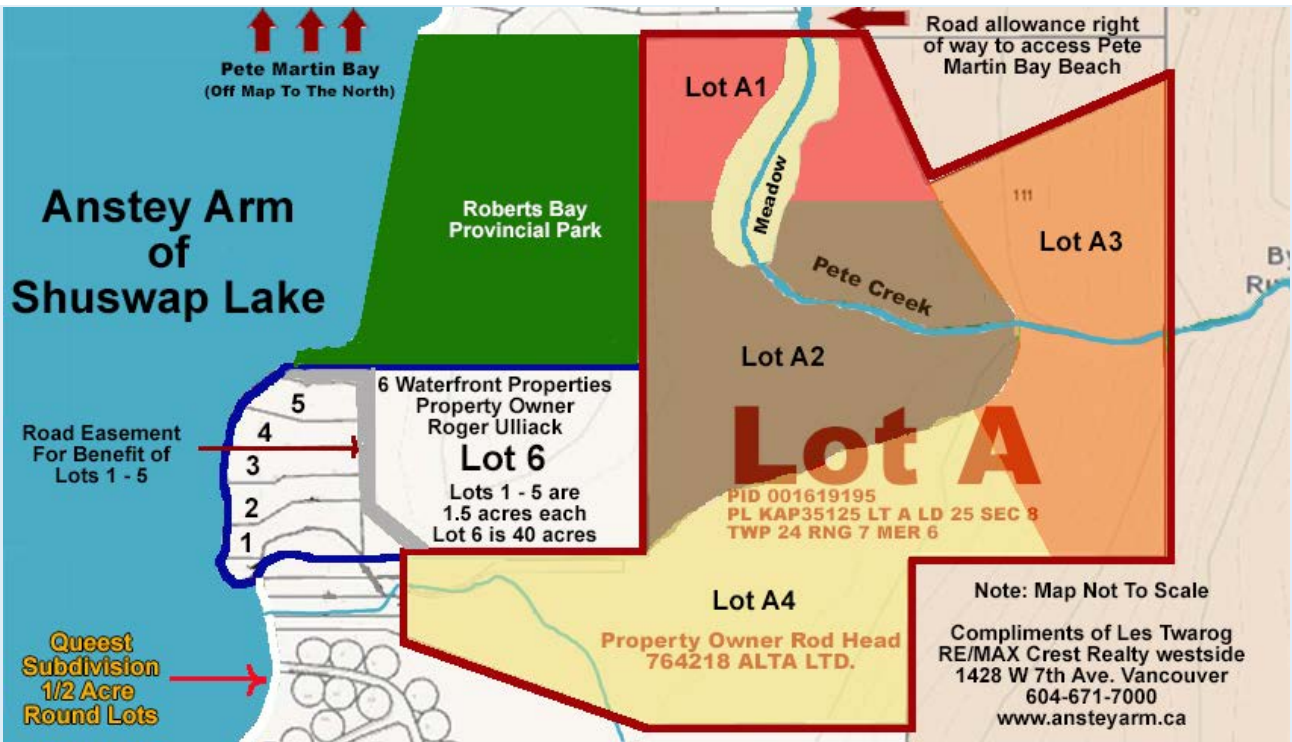 Pete Martin Bay
(Off Map To The North)
Road allowance right
of way to access Pete
Martin Bay Beach
Lot A1
Meadow
Anstey Arm
of
Shuswap Lake
Roberts Bay
Provincial Park
111
Lot A3
Pete Creek
Lot A2
6 Waterfront Properties
Property Owner
Roger Ulliack
Lot 6
Lots 1 - 5 are
1.5 acres each
Lot 6 is 40 acres
5
4
3
2
1
Road Easement
For Benefit of
Lots 1 - 5
Lot A
PID 001619195
PL KAP35125 LT A LD 25 SEC 8
TWP 24 RNG 7 MER 6
Lot A4
Property Owner Rod Head
764218 ALTA LTD.
Queest
Subdivision
1/2 Acre
Round Lots
Note: Map Not To Scale
Compliments of Les Twarog
RE/MAX Crest Realty westside
1428 W 7th Ave. Vancouver
604-671-7000
www.ansteyarm.ca